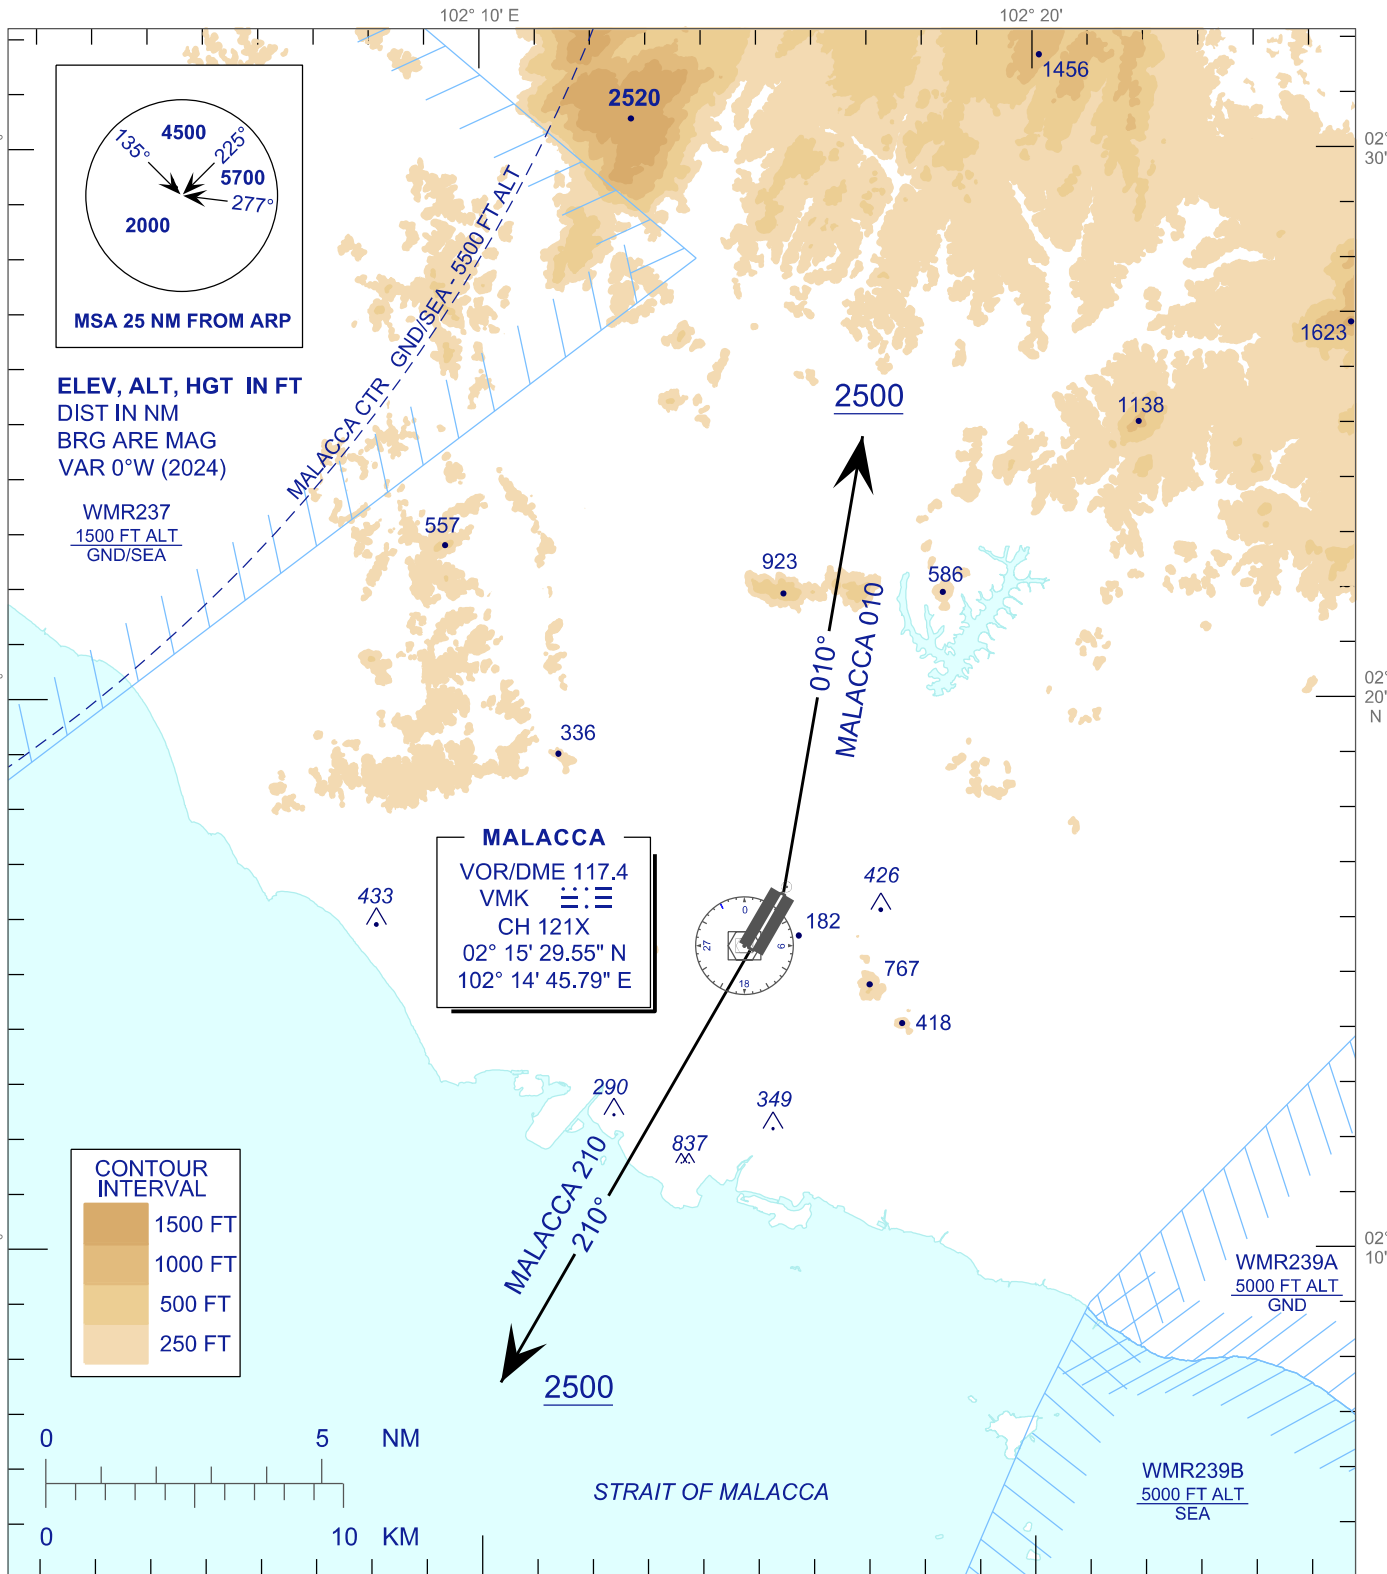 102° 10' E
102° 20'
4500
135°
225°
5700
277°
2000
MSA 25 NM FROM ARP
2520
1456
02°
30'
1623
ELEV, ALT, HGT IN FT
DIST IN NM
BRG ARE MAG
VAR 0°W (2024)
MALACCA CTR GND/SEA - 5500 FT ALT
2500
1138
WMR237
1500 FT ALT
GND/SEA
557
923
586
010°
MALACCA 010
02°
20'
N
336
MALACCA
VOR/DME 117.4
VMK
CH 121X
02° 15' 29.55" N
102° 14' 45.79" E
433
426
0
27
9
18
182
767
418
290
349
837
MALACCA 210
210°
CONTOUR
INTERVAL
1500 FT
1000 FT
500 FT
250 FT
02°
10'
WMR239A
5000 FT ALT
GND
2500
0 5 NM
0 10 KM
STRAIT OF MALACCA
WMR239B
5000 FT ALT
SEA